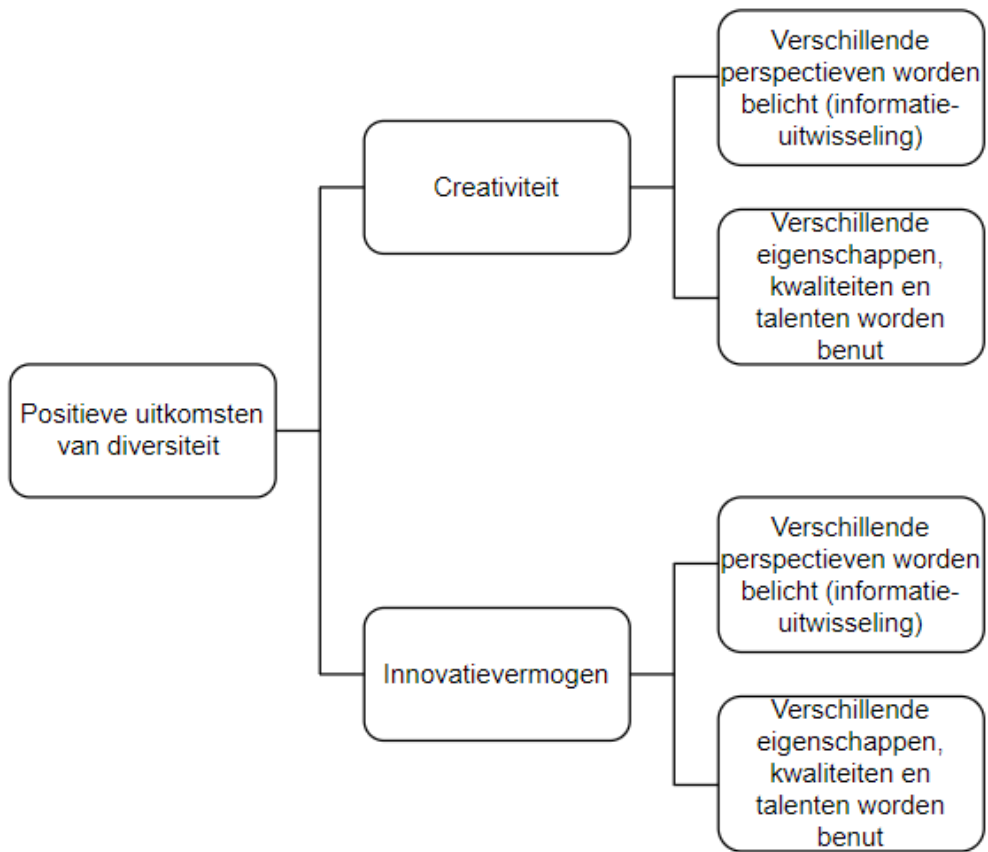 Positieve uitkomsten
van diversiteit
Creativiteit
Verschillende
perspectieven worden
belicht (informatie-
uitwisseling)
Verschillende
eigenschappen,
kwaliteiten en
talenten worden
benut
Innovatievermogen
Verschillende
perspectieven worden
belicht (informatie-
uitwisseling)
Verschillende
eigenschappen,
kwaliteiten en
talenten worden
benut